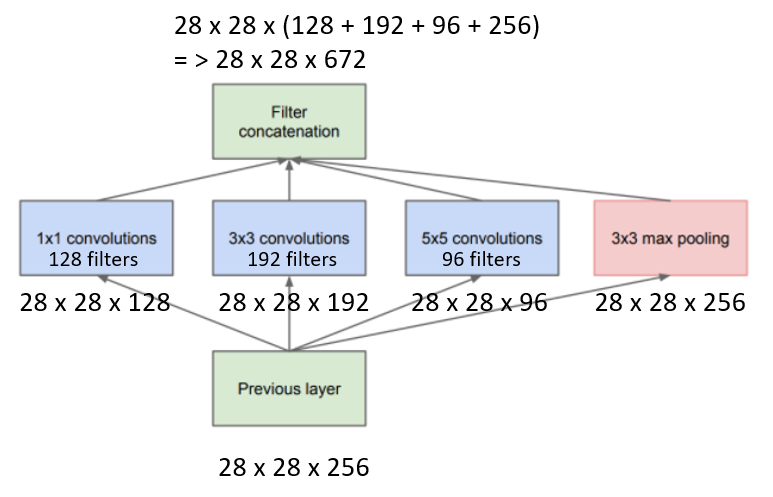 28 x 28 x (128 + 192 + 96 + 256)
= > 28 x 28 x 672
Filter
concatenation
1x1 convolutions
128 filters
3x3 convolutions
192 filters
5x5 convolutions
96 filters
3x3 max pooling
28 x 28 x 128
28 x 28 x 192
28 x 28 x 96
28 x 28 x 256
Previous layer
28 x 28 x 256